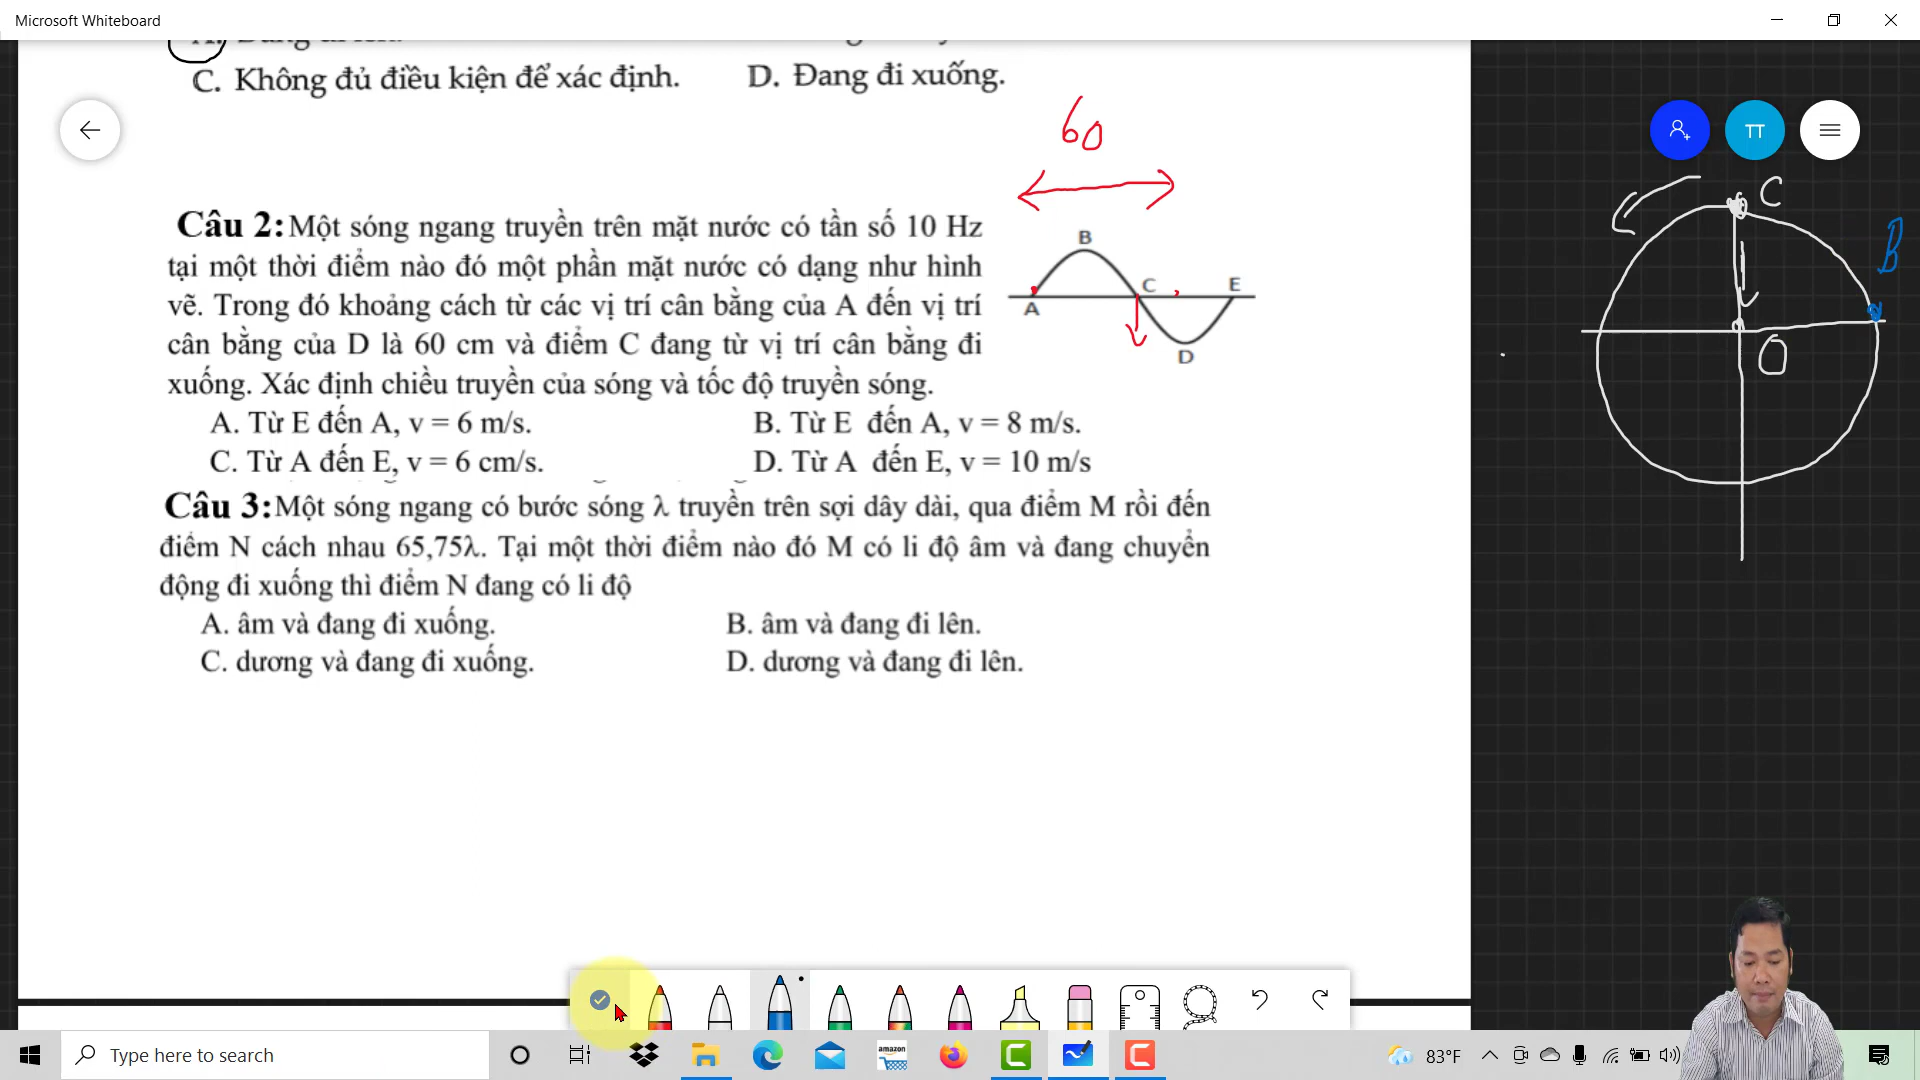 Microsoft Whiteboard
C. Không đủ điều kiện để xác định.
D. Đang đi xuống.
60
TT
C
B
O
Câu 2: Một sóng ngang truyền trên mặt nước có tần số 10 Hz
tại một thời điểm nào đó một phần mặt nước có dạng như hình
vẽ. Trong đó khoảng cách từ các vị trí cân bằng của A đến vị trí
cân bằng của D là 60 cm và điểm C đang từ vị trí cân bằng đi
xuống. Xác định chiều truyền của sóng và tốc độ truyền sóng.
B
C
E
A
D
A. Từ E đến A, v = 6 m/s.
B. Từ E đến A, v = 8 m/s.
C. Từ A đến E, v = 6 cm/s.
D. Từ A đến E, v = 10 m/s
Câu 3: Một sóng ngang có bước sóng λ truyền trên sợi dây dài, qua điểm M rồi đến
điểm N cách nhau 65,75λ. Tại một thời điểm nào đó M có li độ âm và đang chuyển
động đi xuống thì điểm N đang có li độ
A. âm và đang đi xuống.
B. âm và đang đi lên.
C. dương và đang đi xuống.
D. dương và đang đi lên.
Type here to search
amazon
83°F